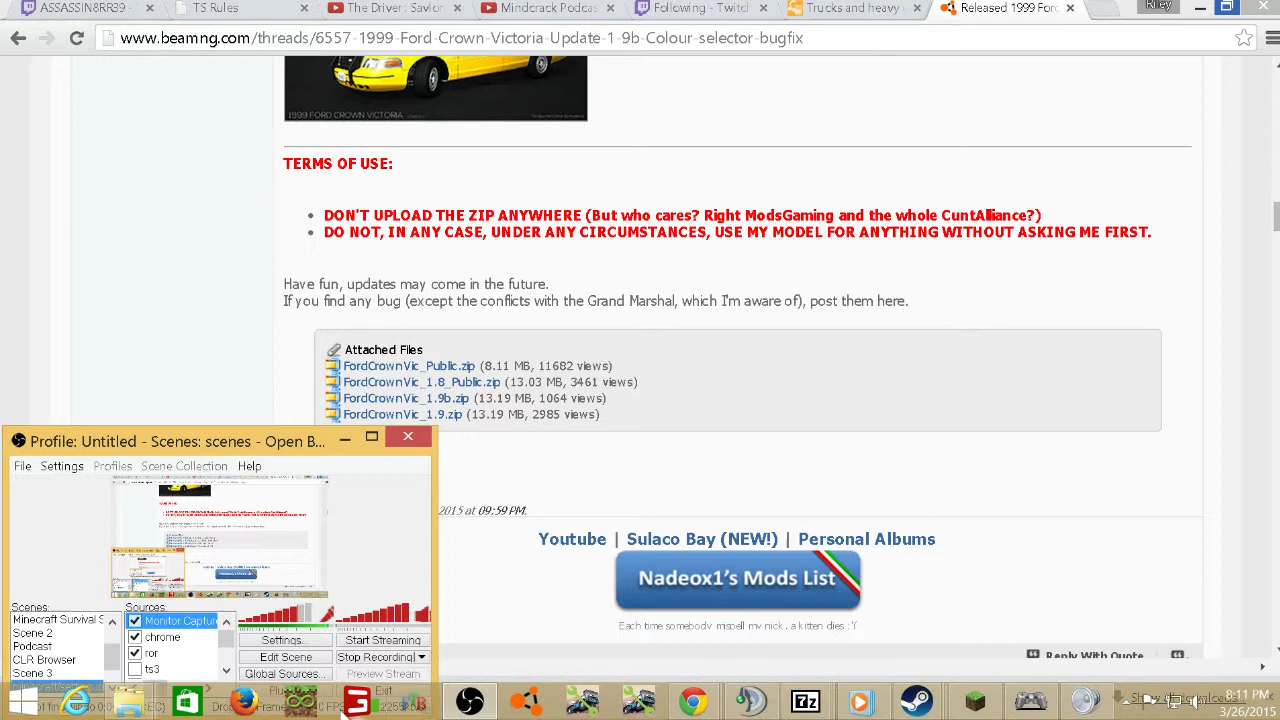 ASSASSIN8RR39 -
TS Rules
The Devil's Savior
Mindcrack Podcas
Following - Twitch
Trucks and heavy
Released 1999 Ford
Riley
www.beamng.com/threads/6557-1999-Ford-Crown-Victoria-Update-1-9b-Colour-selector-bugfix
1999 FORD CROWN VICTORIA
TERMS OF USE:
• DON'T UPLOAD THE ZIP ANYWHERE (But who cares? Right ModsGaming and the whole CuntAlliance?)
• DO NOT, IN ANY CASE, UNDER ANY CIRCUMSTANCES, USE MY MODEL FOR ANYTHING WITHOUT ASKING ME FIRST.
Have fun, updates may come in the future.
If you find any bug (except the conflicts with the Grand Marshal, which I'm aware of), post them here.
Attached Files
FordCrownVic_Public.zip (8.11 MB, 11682 views)
FordCrownVic_1.8_Public.zip (13.03 MB, 3461 views)
FordCrownVic_1.9b.zip (13.19 MB, 1064 views)
FordCrownVic_1.9.zip (13.19 MB, 2985 views)
Profile: Untitled - Scenes: scenes - Open B...
File Settings Profiles Scene Collection Help
2015 at 09:59 PM.
Youtube | Sulaco Bay (NEW!) | Personal Albums
Nadeox1's Mods List
Each time somebody mispell my nick, a kitten dies :'(
Reply With Quote
Scenes:
Minecraft Survival S
Scene 2
Podcast
CLR Browser
Scene 3
Sources:
Monitor Capture
chrome
ror
ts3
Settings...
Start Streaming
Edit Scene
Stop Recording
Global Sources...
Preview Stream
Exit
8:11 PM
3/26/2015